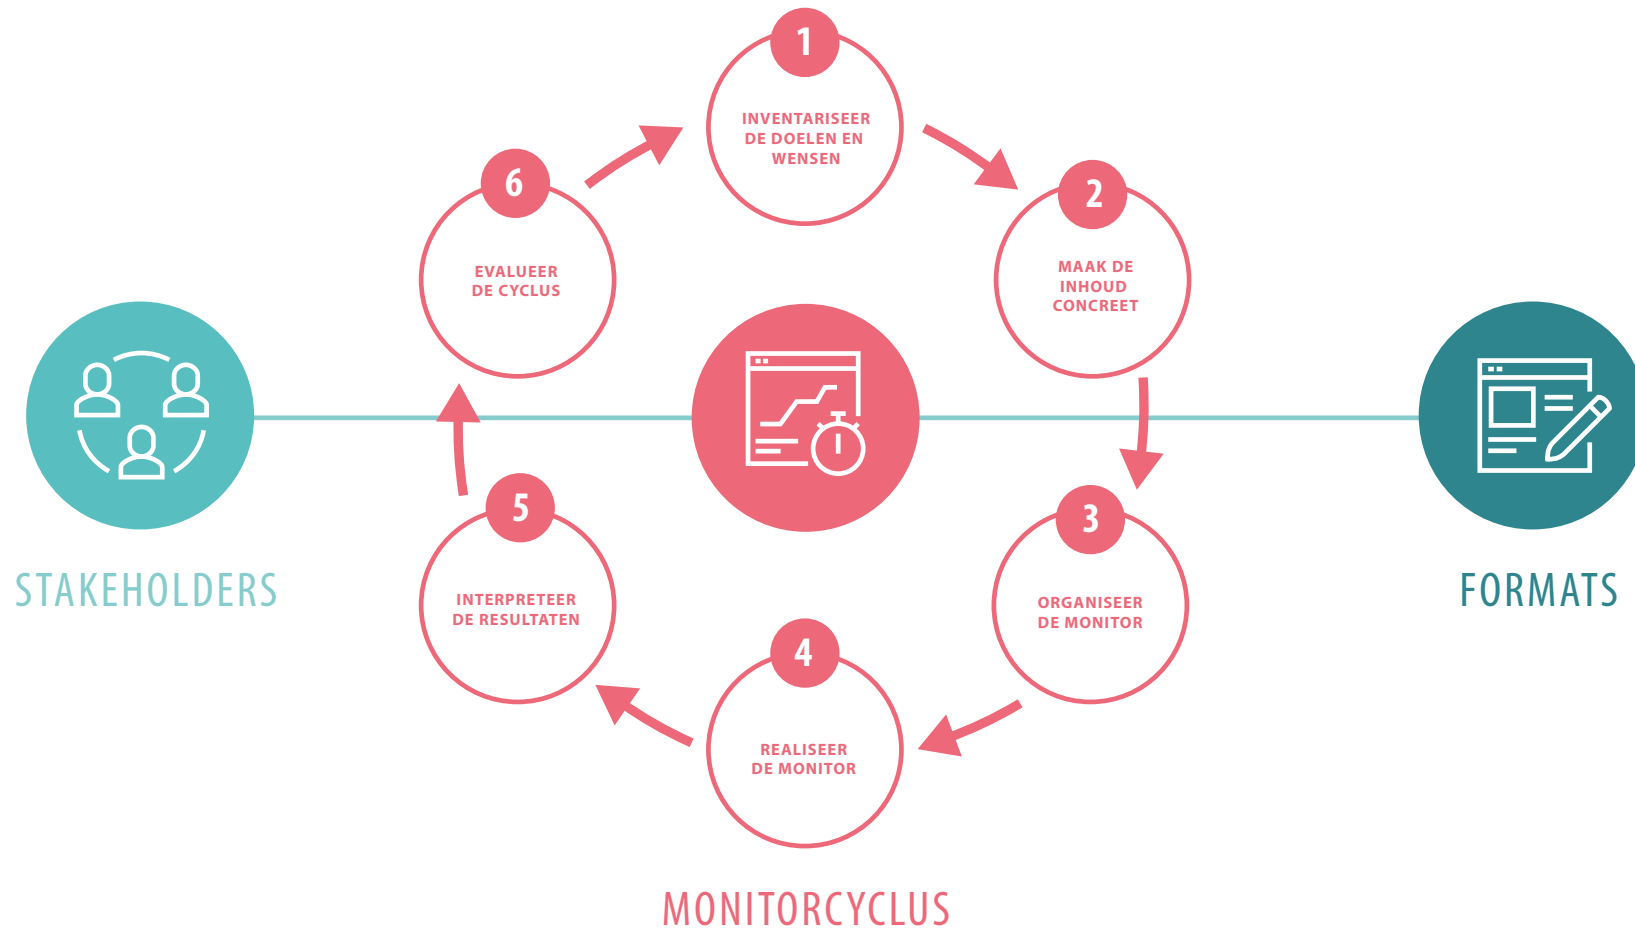 1
INVENTARISEER
DE DOELEN EN
WENSEN
2
MAAK DE
INHOUD
CONCREET
3
ORGANISEER
DE MONITOR
4
REALISEER
DE MONITOR
5
INTERPRETEER
DE RESULTATEN
6
EVALUEER
DE CYCLUS
STAKEHOLDERS
FORMATS
MONITORCYCLUS